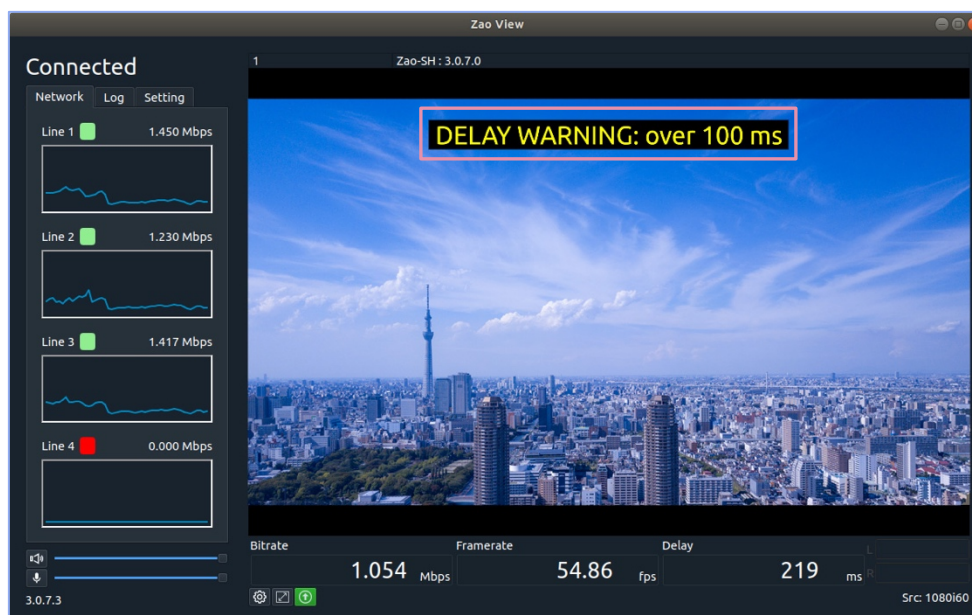 Zao View
Connected
Network Log Setting
Line 1 1.450 Mbps
Line 2 1.230 Mbps
Line 3 1.417 Mbps
Line 4 0.000 Mbps
3.0.7.3
1 Zao-SH : 3.0.7.0
DELAY WARNING: over 100 ms
Bitrate Framerate Delay
L
1.054 Mbps 54.86 fps 219 ms
R
Src: 1080i60